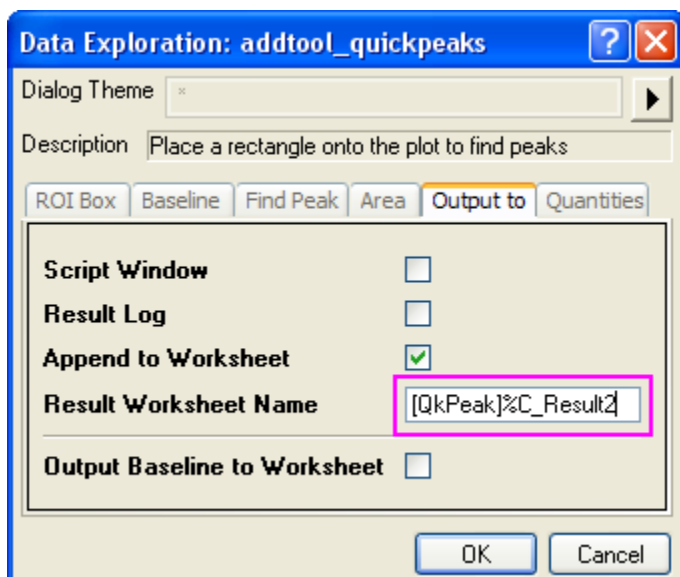 Data Exploration: addtool_quickpeaks
Dialog Theme *
Description Place a rectangle onto the plot to find peaks
ROI Box Baseline Find Peak Area Output to Quantities
Script Window
Result Log
Append to Worksheet
Result Worksheet Name [QkPeak]%C_Result2
Output Baseline to Worksheet
OK Cancel